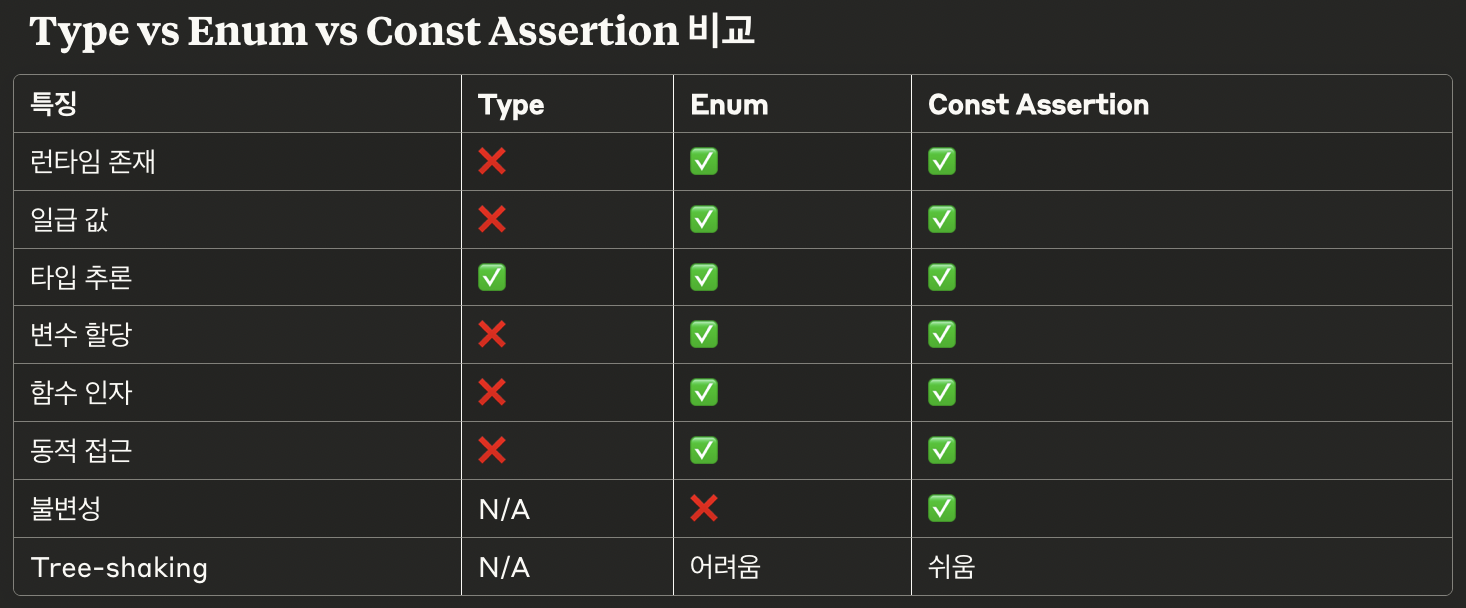 Type vs Enum vs Const Assertion 비교
특징 Type Enum Const Assertion
런타임 존재 ❌ ✅ ✅
일급 값 ❌ ✅ ✅
타입 추론 ✅ ✅ ✅
변수 할당 ❌ ✅ ✅
함수 인자 ❌ ✅ ✅
동적 접근 ❌ ✅ ✅
불변성 N/A ❌ ✅
Tree-shaking N/A 어려움 쉬움